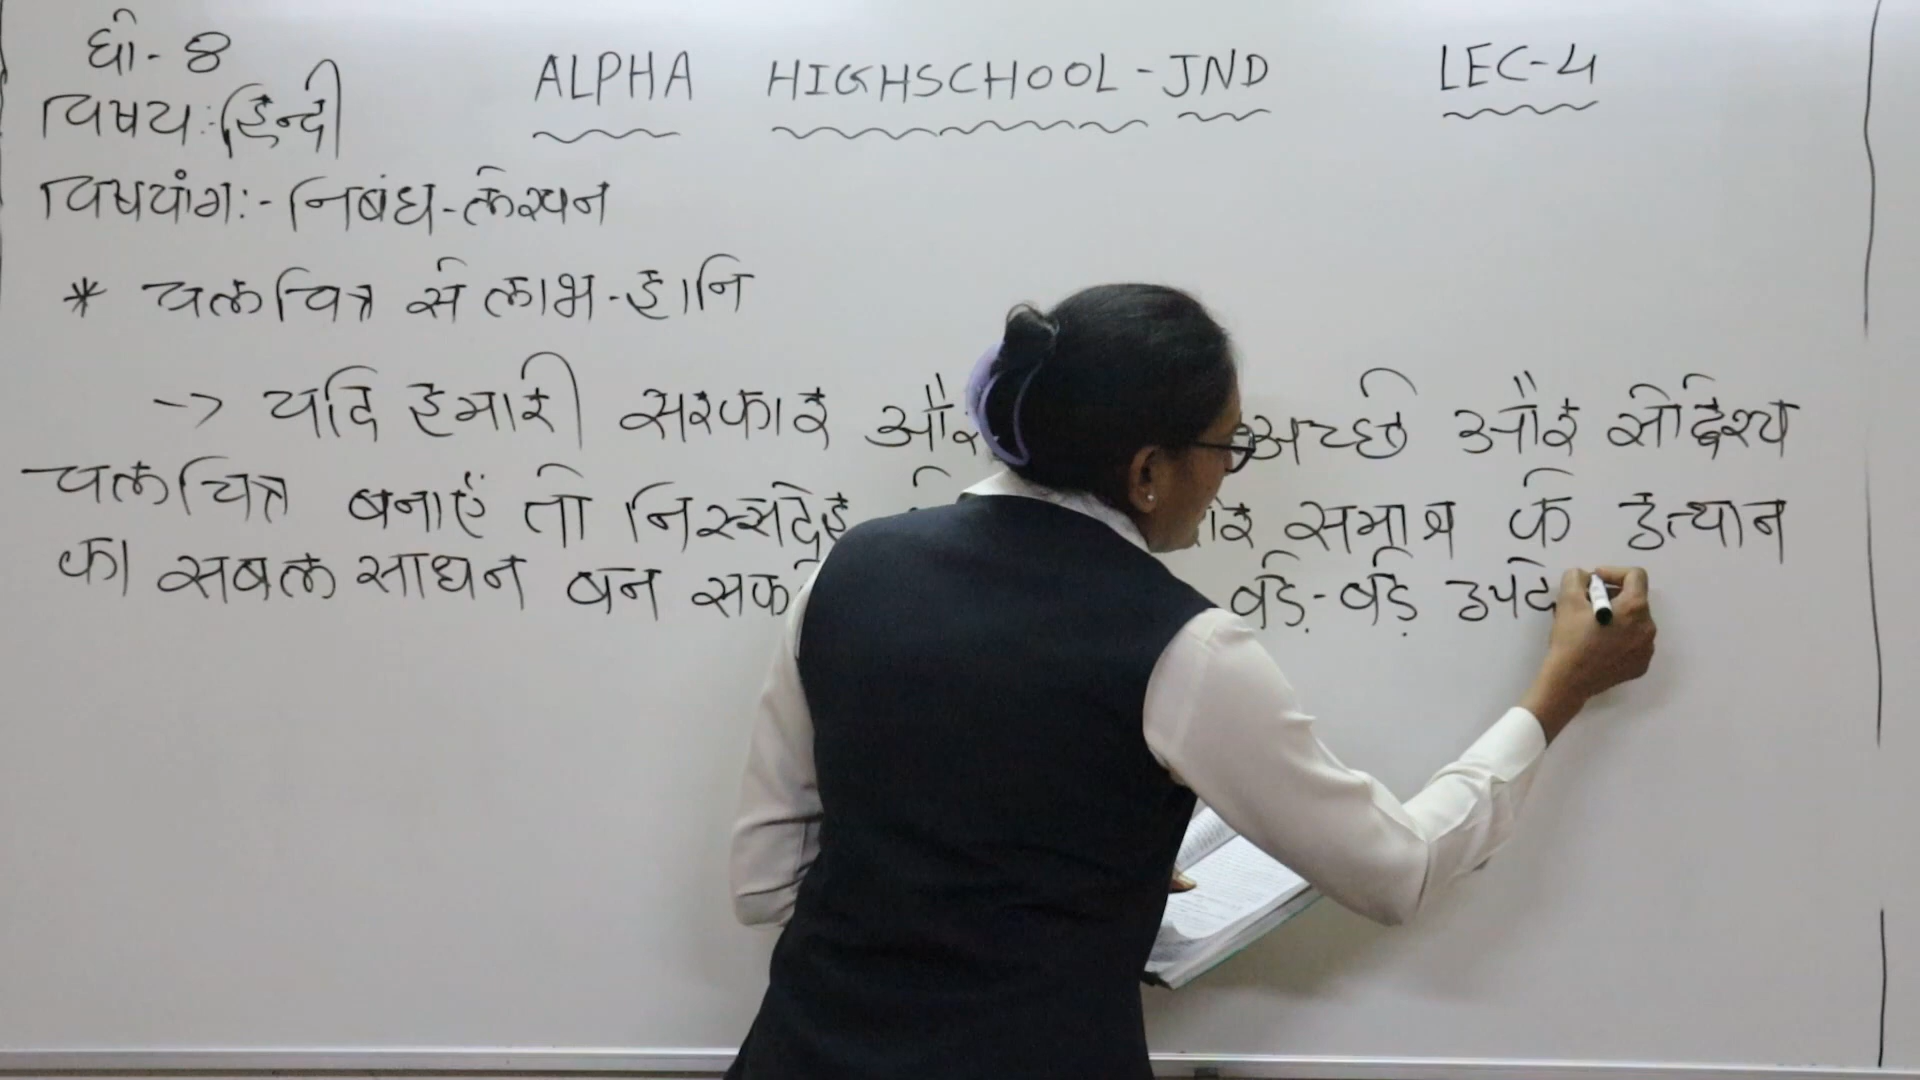 धो-8
ALPHA HIGHSCHOOL-JND
LEC-4
विषय:-हिन्दी
विषयांग:-निबंध-लेखन
* चलचित्र से लाभ-हानि
-> यदि हमारी सरकार और अच्छे और सोद्देश्य
चलचित्र बनाएँ तो निस्संदेह समाज के उत्थान
का सबल साधन बन बड़े-बड़े